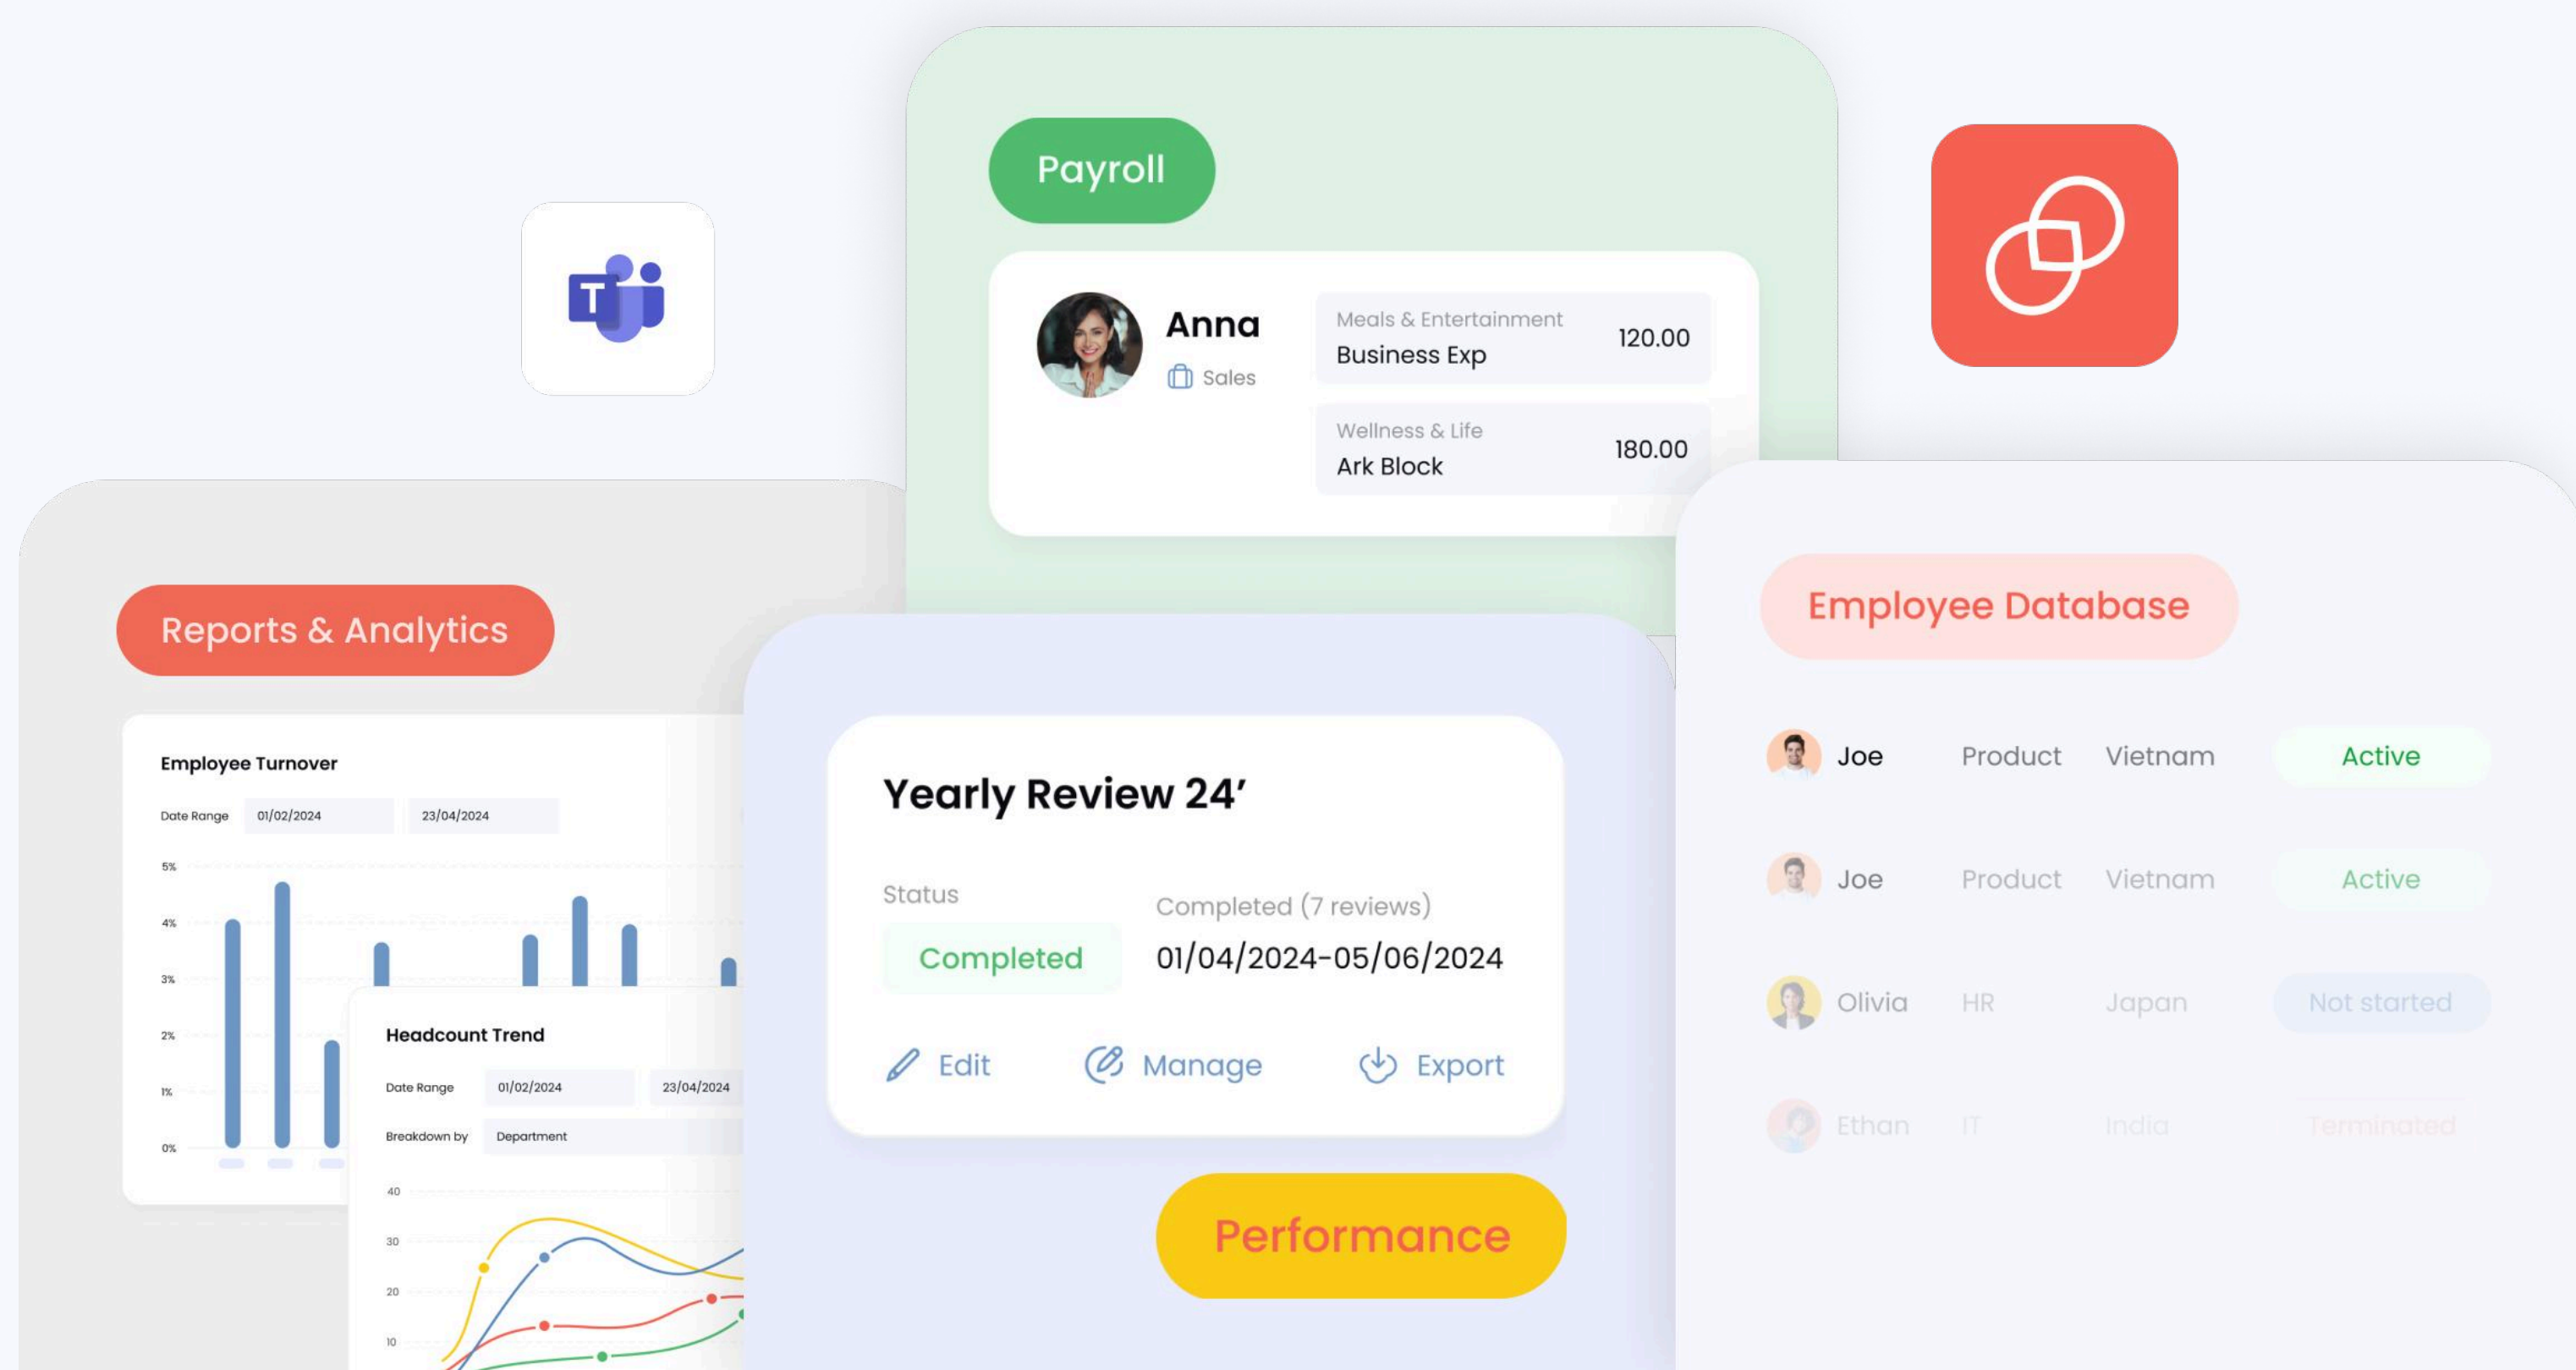 Payroll
Anna
Sales
Meals & Entertainment
Business Exp
120.00
Wellness & Life
Ark Block
180.00
T
Reports & Analytics
Employee Turnover
Date Range 01/02/2024 23/04/2024
5%
4%
3%
2%
1%
0%
Headcount Trend
Date Range 01/02/2024 23/04/2024
Breakdown by Department
40
30
20
10
Yearly Review 24’
Status
Completed
Completed (7 reviews)
01/04/2024-05/06/2024
Edit Manage Export
Performance
Employee Database
Joe Product Vietnam Active
Joe Product Vietnam Active
Olivia HR Japan Not started
Ethan IT India Terminated